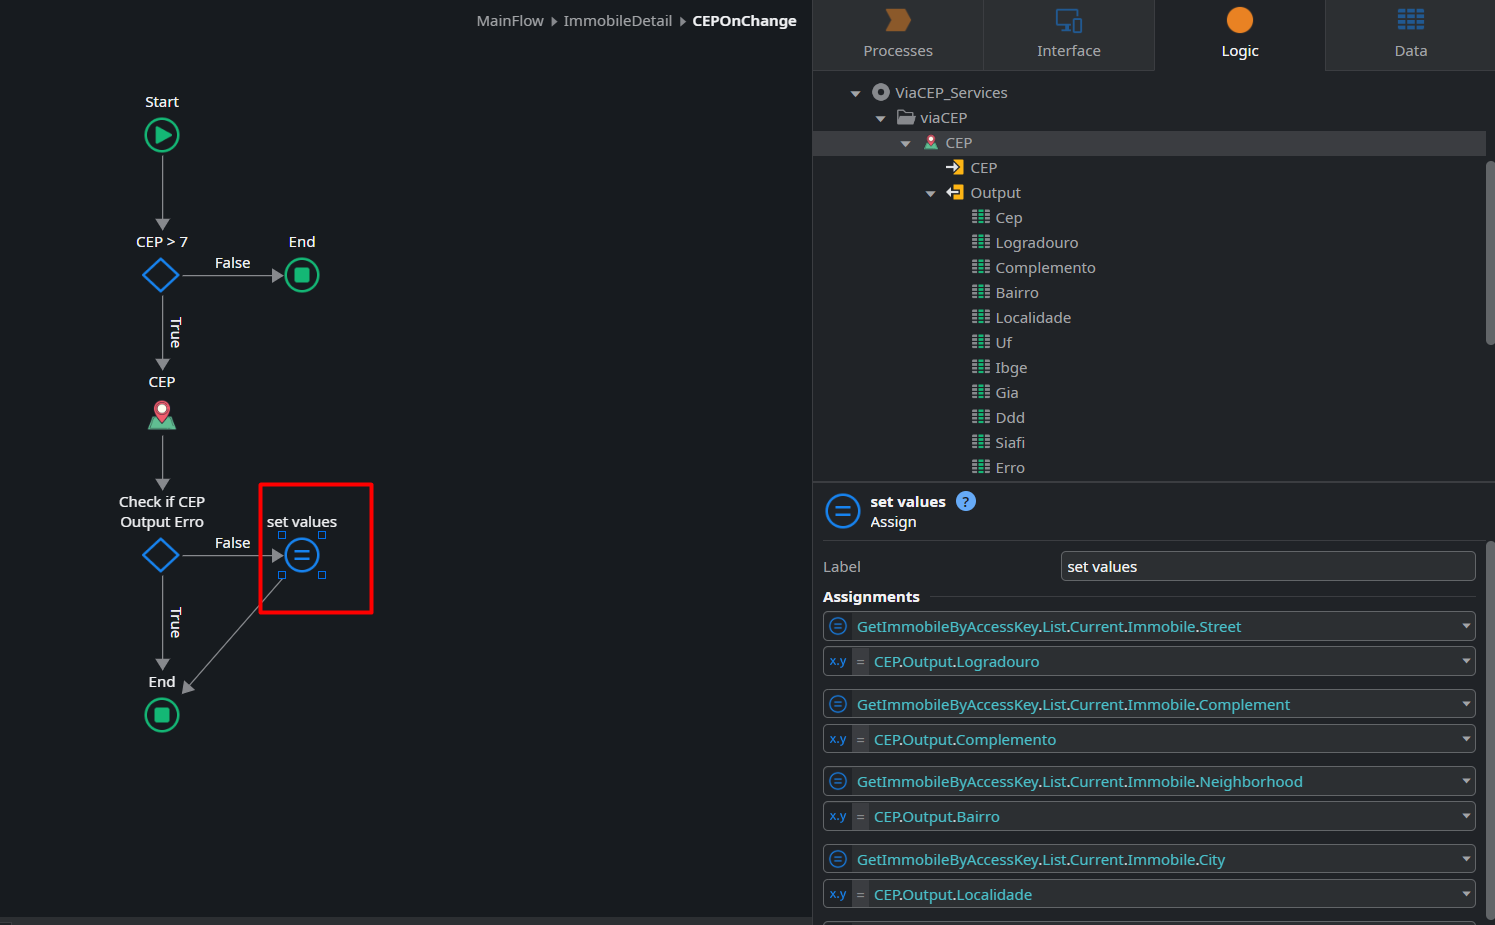 MainFlow ▸ ImmobileDetail ▸ CEPOnChange
Start
CEP > 7
End
False
True
CEP
Check if CEP
Output Erro
set values
False
True
End
Processes
Interface
Logic
Data
ViaCEP_Services
viaCEP
CEP
CEP
Output
Cep
Logradouro
Complemento
Bairro
Localidade
Uf
Ibge
Gia
Ddd
Siafi
Erro
set values ?
Assign
Label
set values
Assignments
GetImmobileByAccessKey.List.Current.Immobile.Street
x.y = CEP.Output.Logradouro
GetImmobileByAccessKey.List.Current.Immobile.Complement
x.y = CEP.Output.Complemento
GetImmobileByAccessKey.List.Current.Immobile.Neighborhood
x.y = CEP.Output.Bairro
GetImmobileByAccessKey.List.Current.Immobile.City
x.y = CEP.Output.Localidade